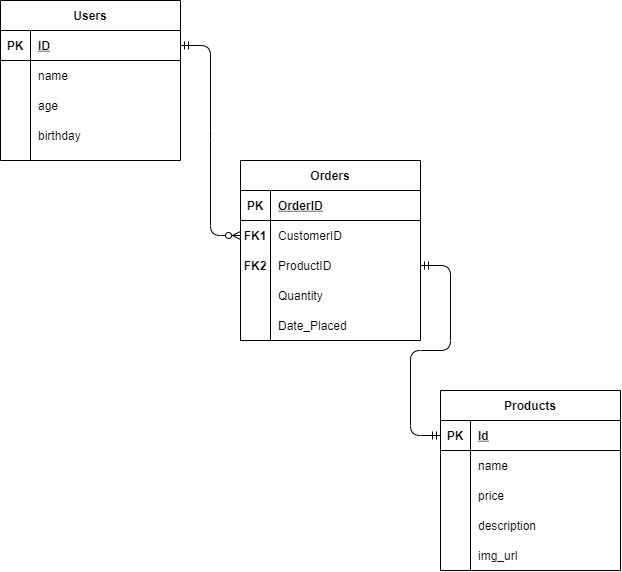 Users
PK ID
name
age
birthday
Orders
PK OrderID
FK1 CustomerID
FK2 ProductID
Quantity
Date_Placed
Products
PK Id
name
price
description
img_url